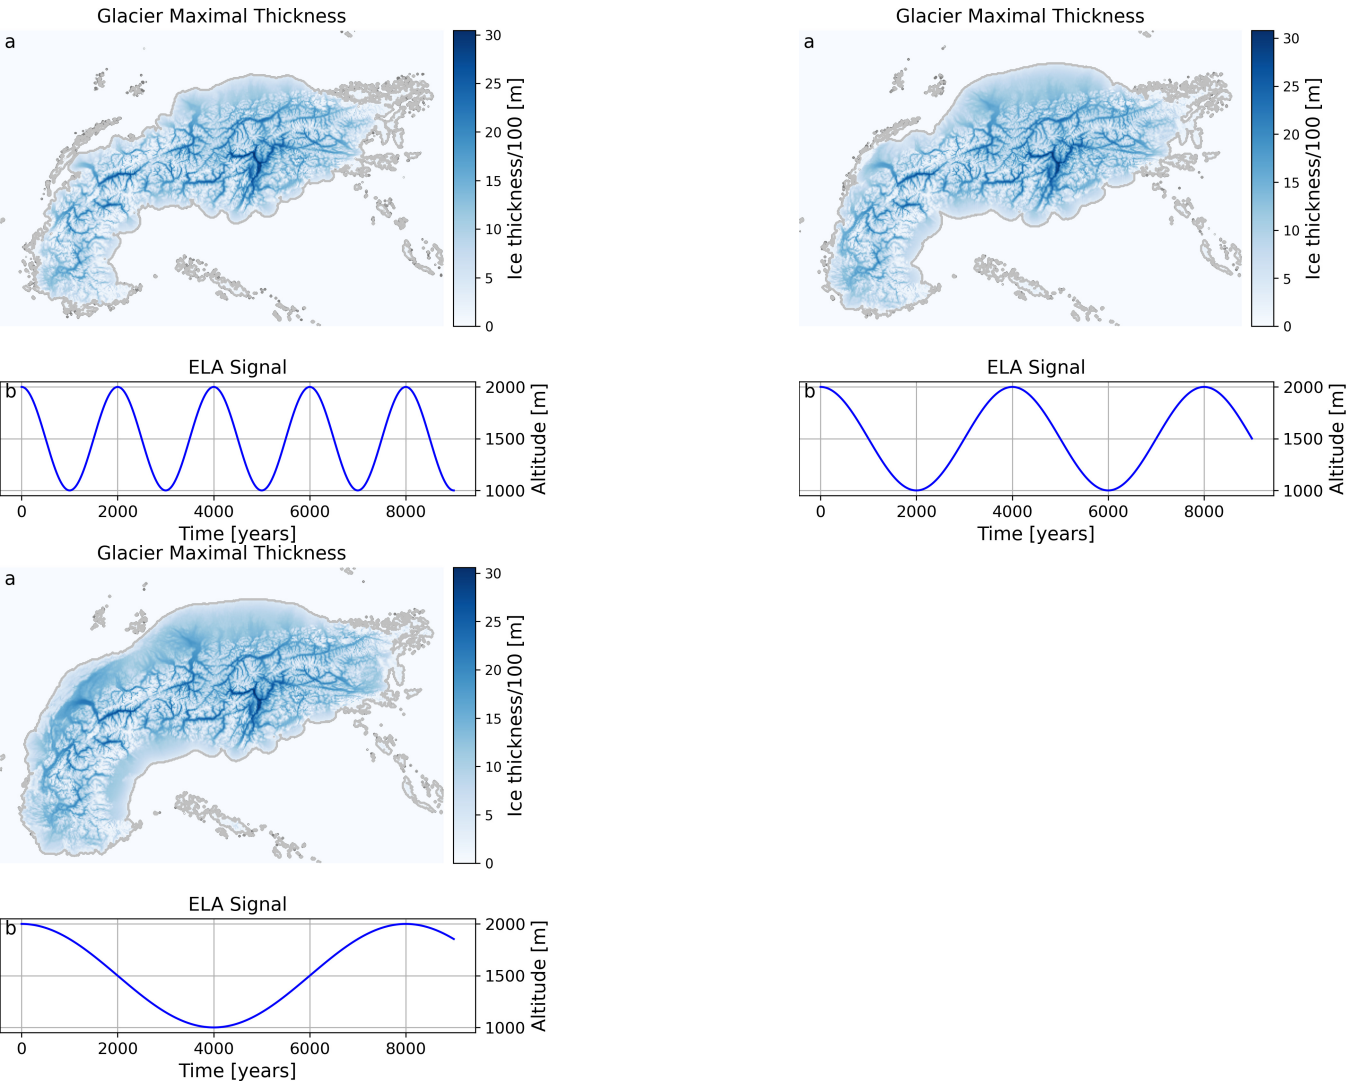 Glacier Maximal Thickness
a
30
25
20
15
10
5
0
Ice thickness/100 [m]
ELA Signal
b
2000
1500
1000
Altitude [m]
0 2000 4000 6000 8000
Time [years]
Glacier Maximal Thickness
a
30
25
20
15
10
5
0
Ice thickness/100 [m]
ELA Signal
b
2000
1500
1000
Altitude [m]
0 2000 4000 6000 8000
Time [years]
Glacier Maximal Thickness
a
30
25
20
15
10
5
0
Ice thickness/100 [m]
ELA Signal
b
2000
1500
1000
Altitude [m]
0 2000 4000 6000 8000
Time [years]